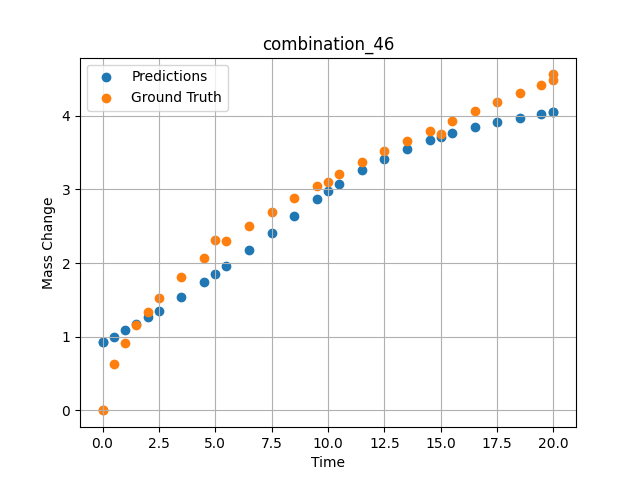 combination_46
Predictions
Ground Truth
Mass Change
4
3
2
1
0
0.0 2.5 5.0 7.5 10.0 12.5 15.0 17.5 20.0
Time